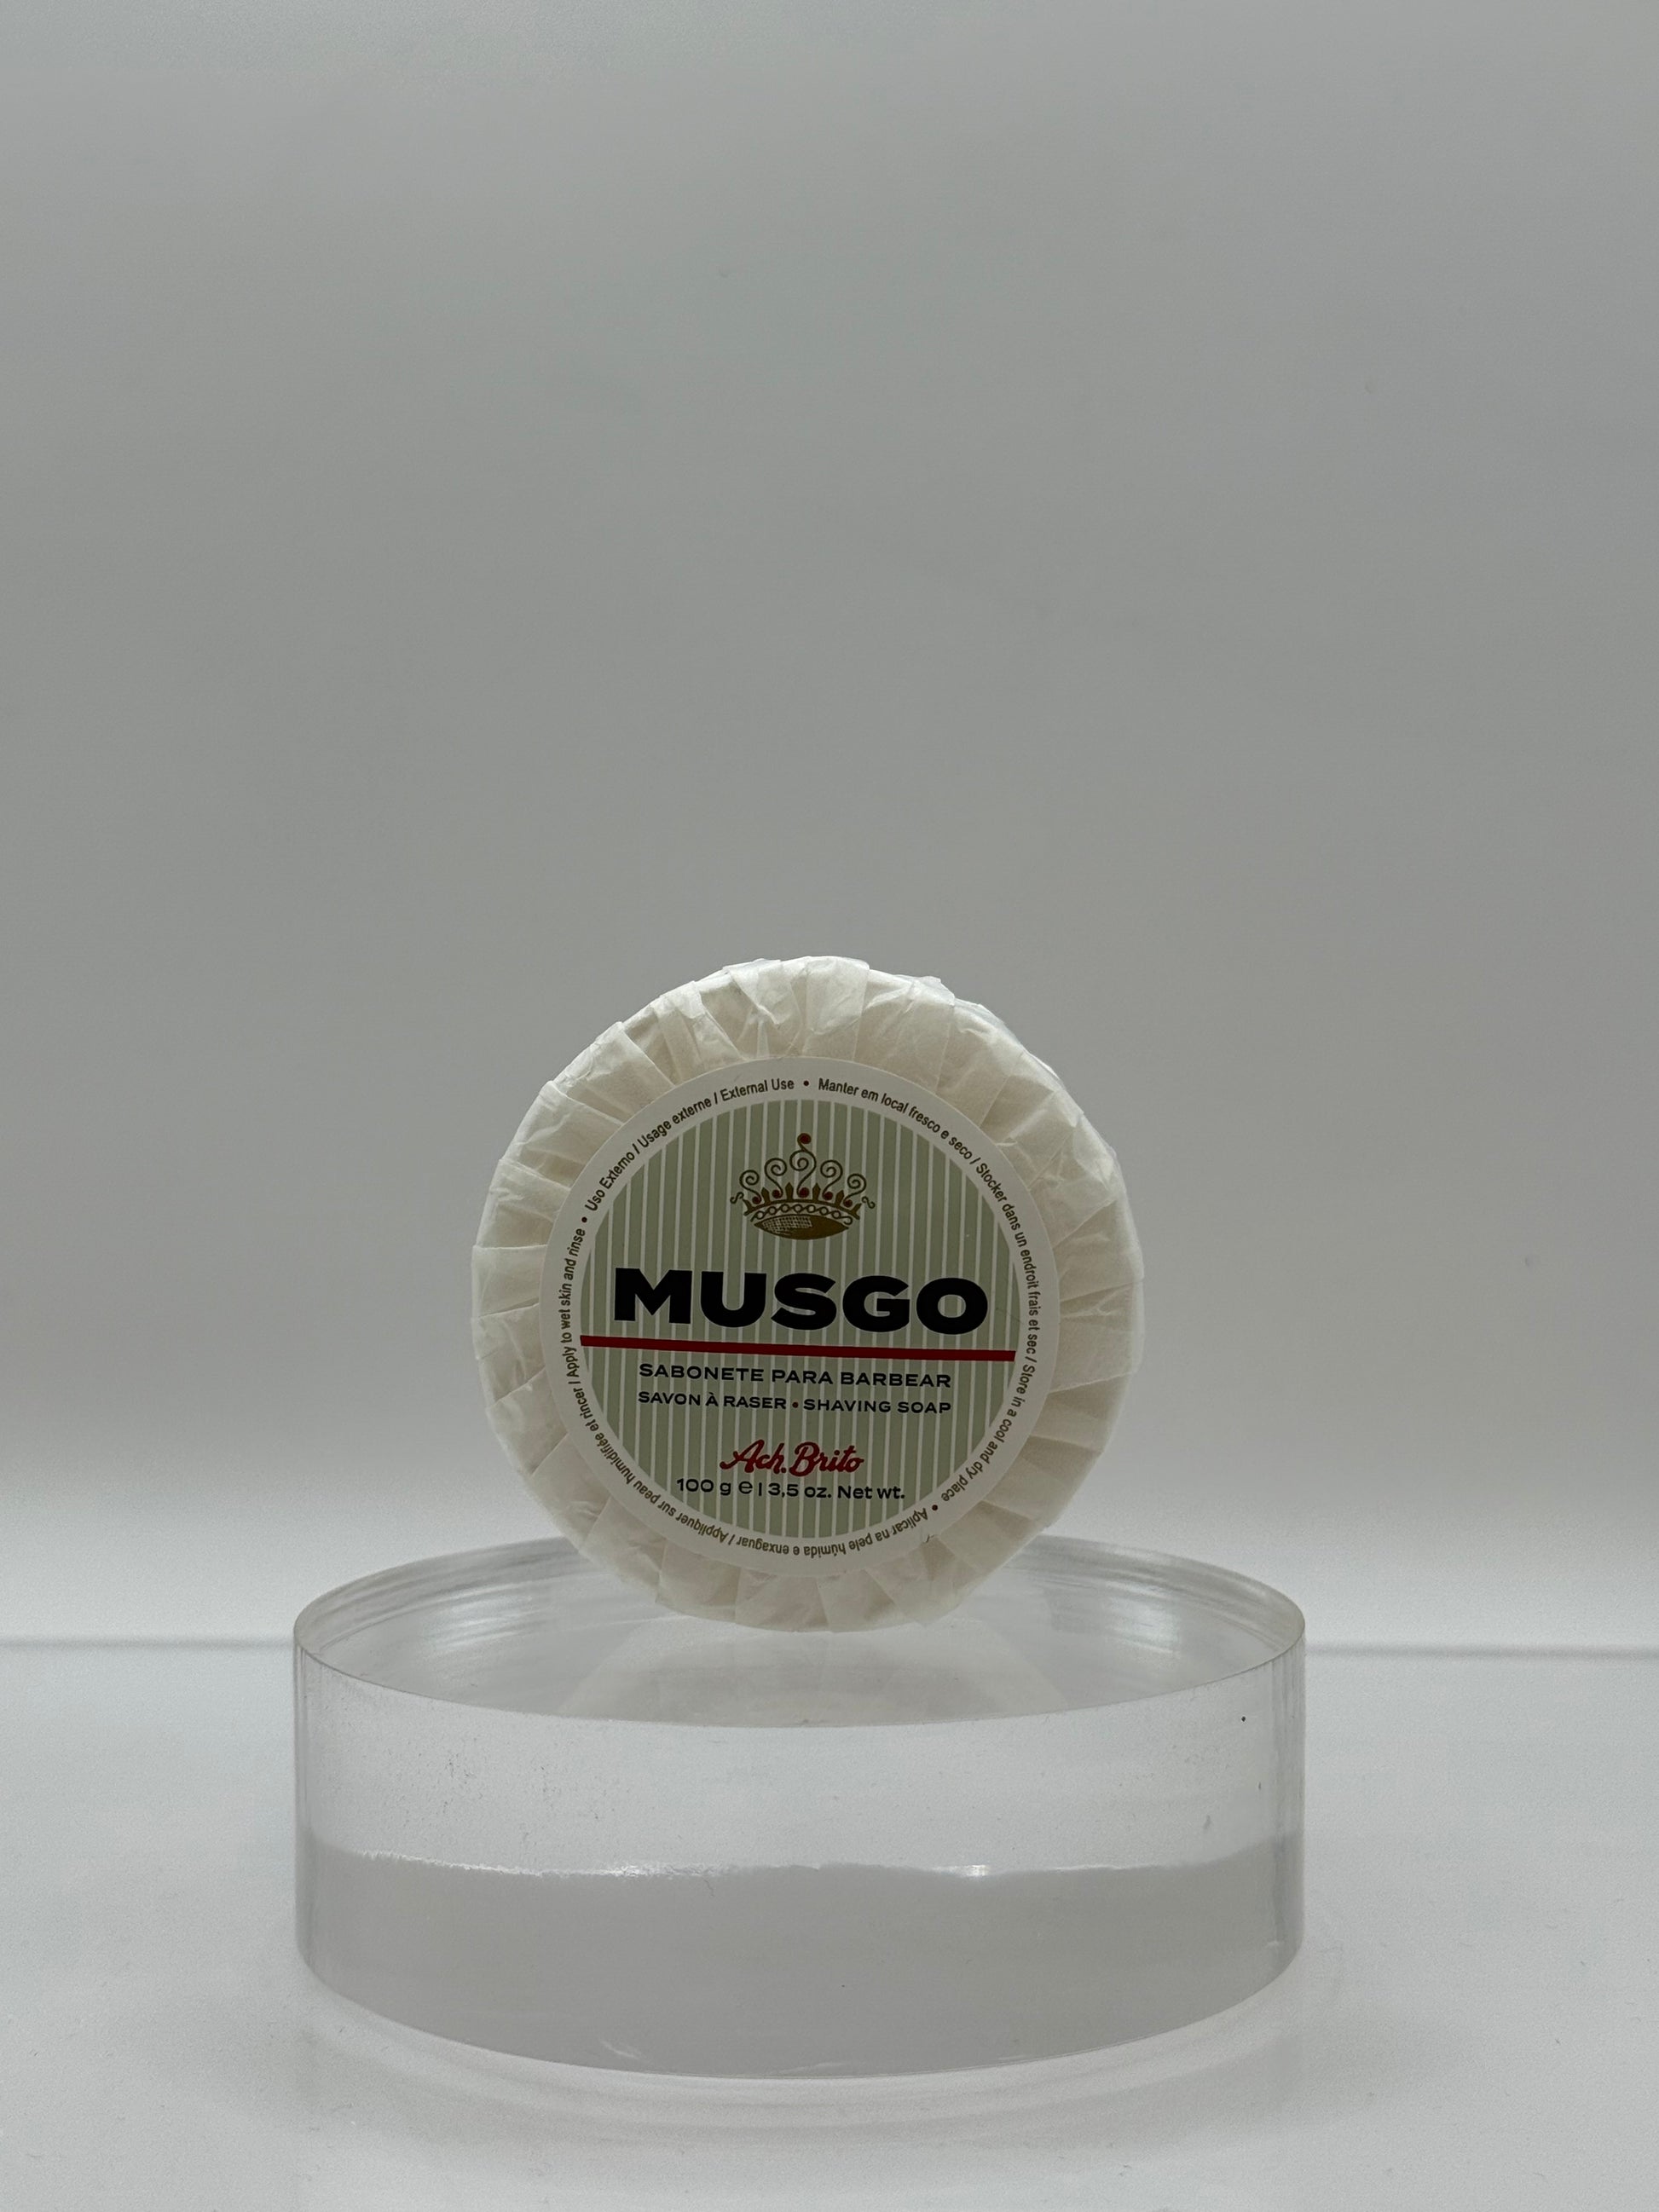 MUSGO
SABONETE PARA BARBEAR
SAVON À RASER • SHAVING SOAP
Ach. Brito
100 g ℮ | 3,5 oz. Net wt.
Uso Externo / Usage externe / External Use • Manter em local fresco e seco / Stocker dans un endroit frais et sec / Store in a cool and dry place • Aplicar na pele húmida e enxaguar / Appliquer sur peau humidifiée et rincer / Apply to wet skin and rinse •